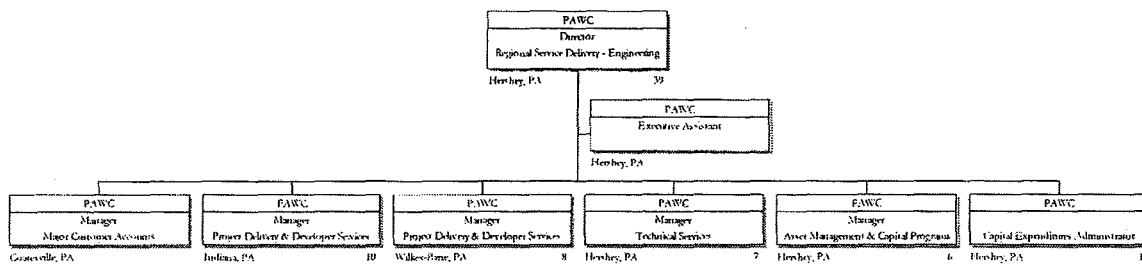 PAWC
Director
Regional Service Delivery - Engineering
Hershey, PA 39
PAWC
Executive Assistant
Hershey, PA
PAWC
Manager
Major Customer Accounts
Coatesville, PA
PAWC
Manager
Project Delivery & Developer Services
Indiana, PA 10
PAWC
Manager
Project Delivery & Developer Services
Wilkes-Barre, PA 8
PAWC
Manager
Technical Services
Hershey, PA 7
PAWC
Manager
Asset Management & Capital Programs
Hershey, PA 6
PAWC
Capital Expenditures Administrator
Hershey, PA